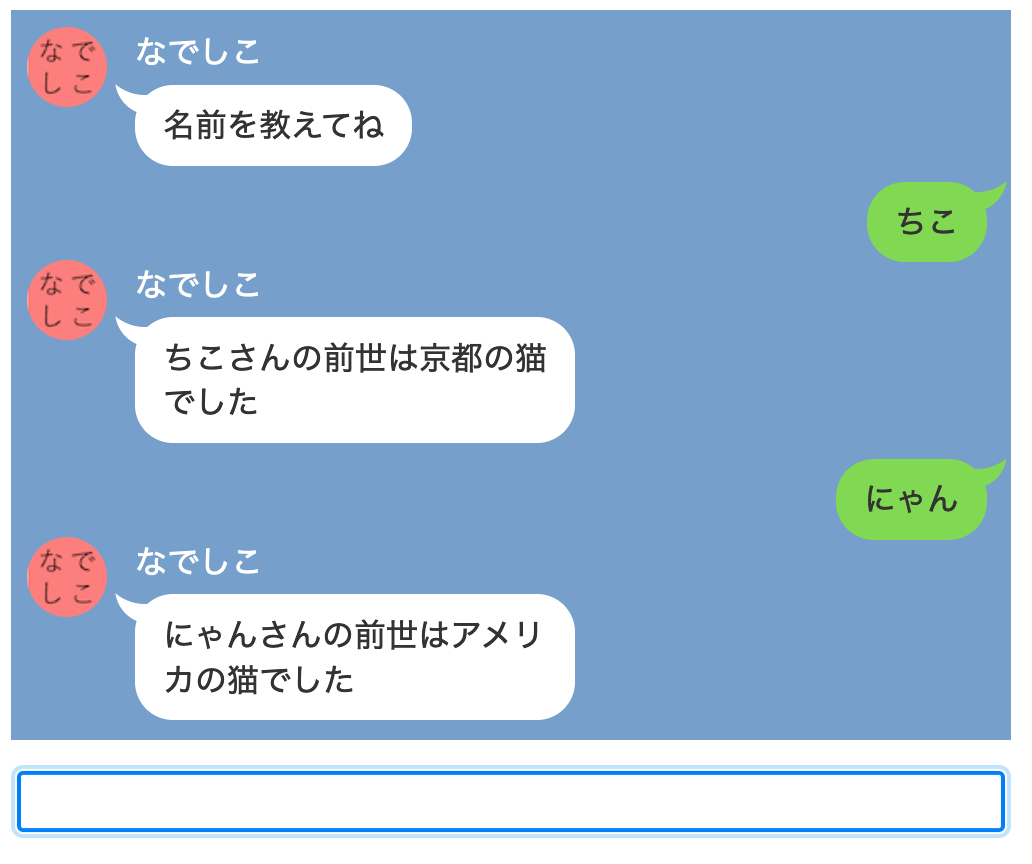 なで
しこ
なでしこ
名前を教えてね
ちこ
なで
しこ
なでしこ
ちこさんの前世は京都の猫
でした
にゃん
なで
しこ
なでしこ
にゃんさんの前世はアメリ
カの猫でした